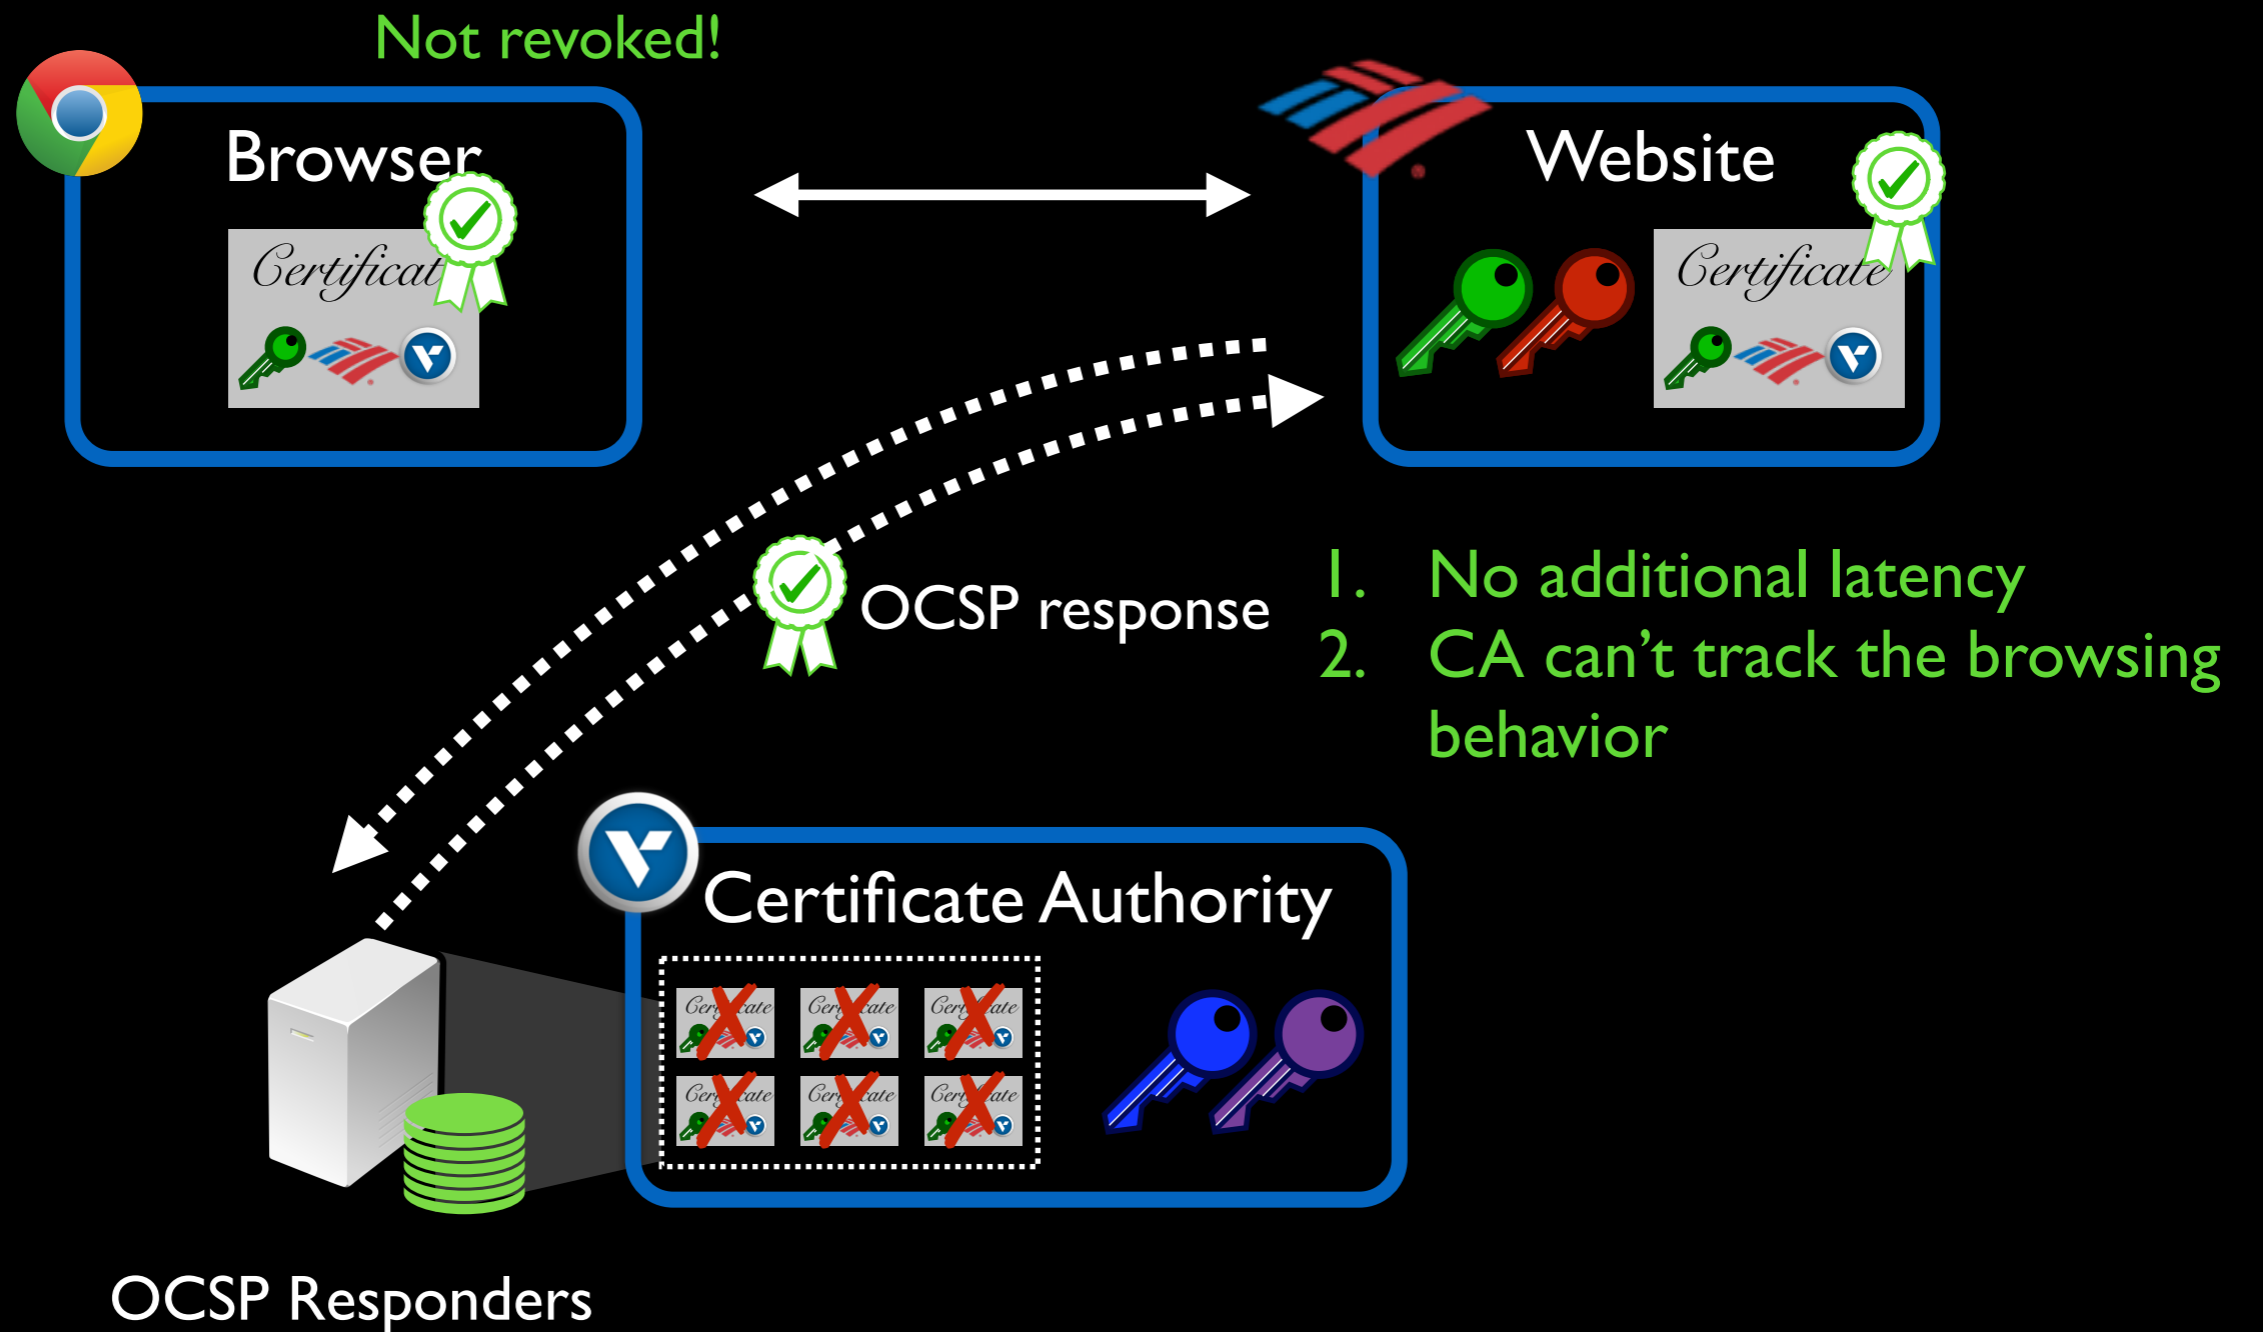 Not revoked!
Browser
Certificat
Website
Certificate
OCSP response
1. No additional latency
2. CA can't track the browsing
behavior
Certificate Authority
OCSP Responders